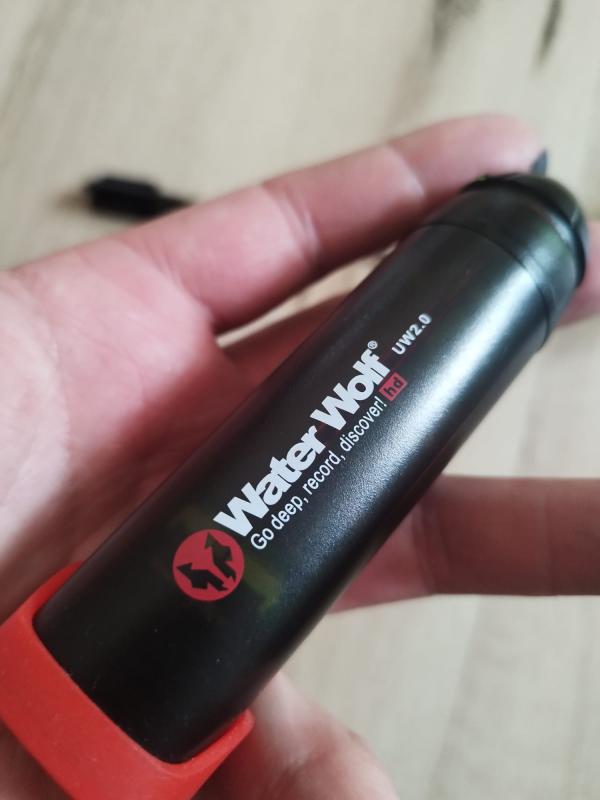 Water Wolf® UW2.0
Go deep, record, discover! hd